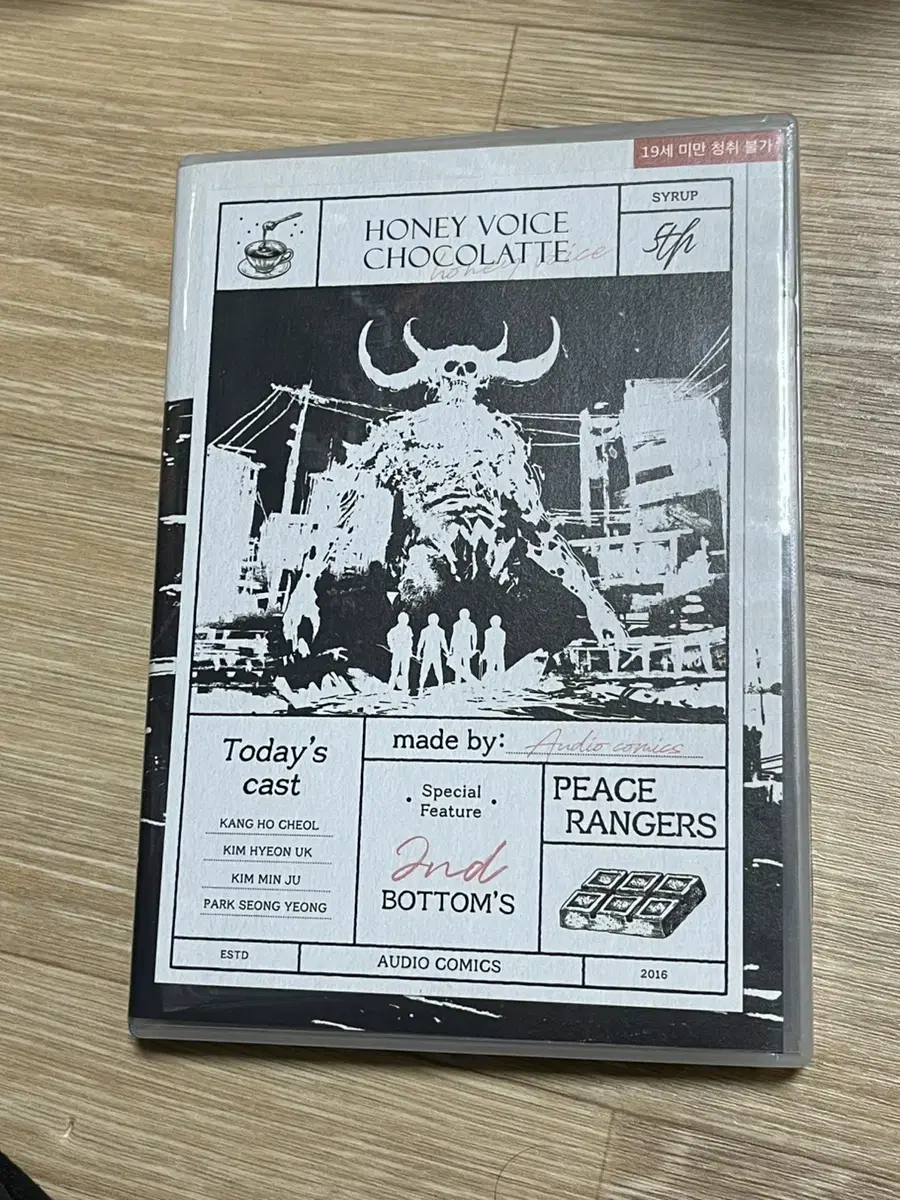 19세 미만 청취 불가
HONEY VOICE
CHOCOLATTE
honey voice
SYRUP
5th
Today's
cast
KANG HO CHEOL
KIM HYEON UK
KIM MIN JU
PARK SEONG YEONG
made by: Audio comics
• Special •
Feature
2nd
BOTTOM'S
PEACE
RANGERS
ESTD
AUDIO COMICS
2016